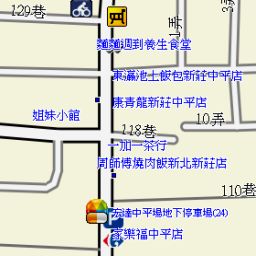 129巷
1弄
麵麵週到養生食堂
東瀛池上飯包新莊中平店
康青龍新莊中平店
姐妹小館
10弄
118巷
一加一茶行
周師傅燒肉飯新北新莊店
110巷
宏達中平場地下停車場(24)
家樂福中平店